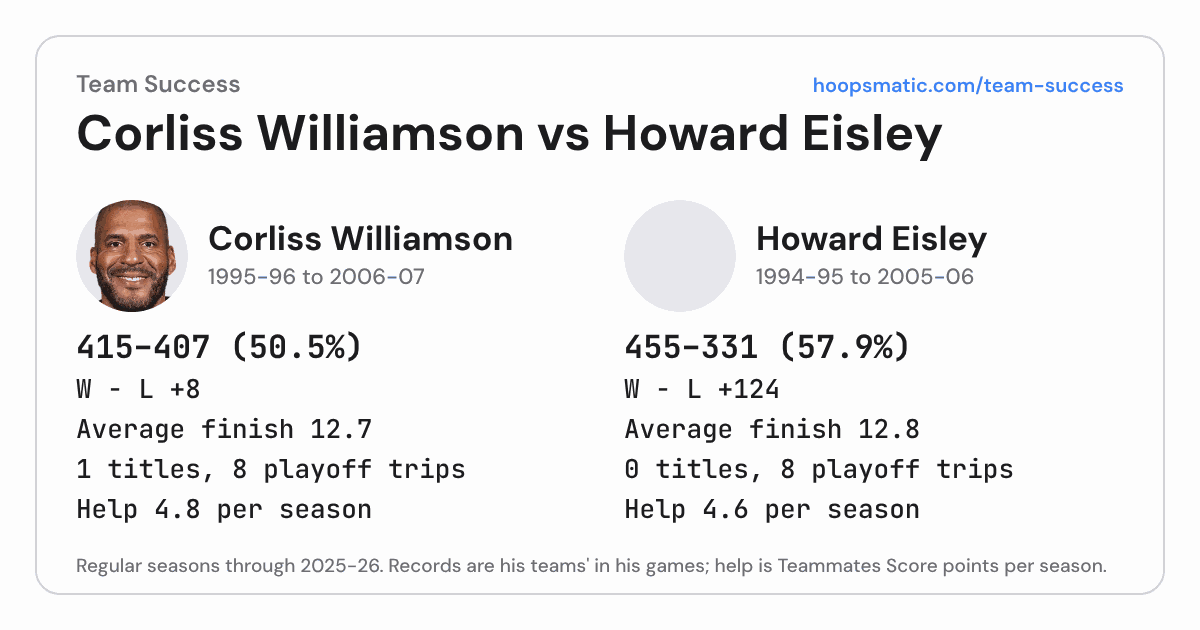 Team Success
hoopsmatic.com/team-success
Corliss Williamson vs Howard Eisley
Corliss Williamson
1995-96 to 2006-07
415-407 (50.5%)
W - L +8
Average finish 12.7
1 titles, 8 playoff trips
Help 4.8 per season
Howard Eisley
1994-95 to 2005-06
455-331 (57.9%)
W - L +124
Average finish 12.8
0 titles, 8 playoff trips
Help 4.6 per season
Regular seasons through 2025-26. Records are his teams' in his games; help is Teammates Score points per season.